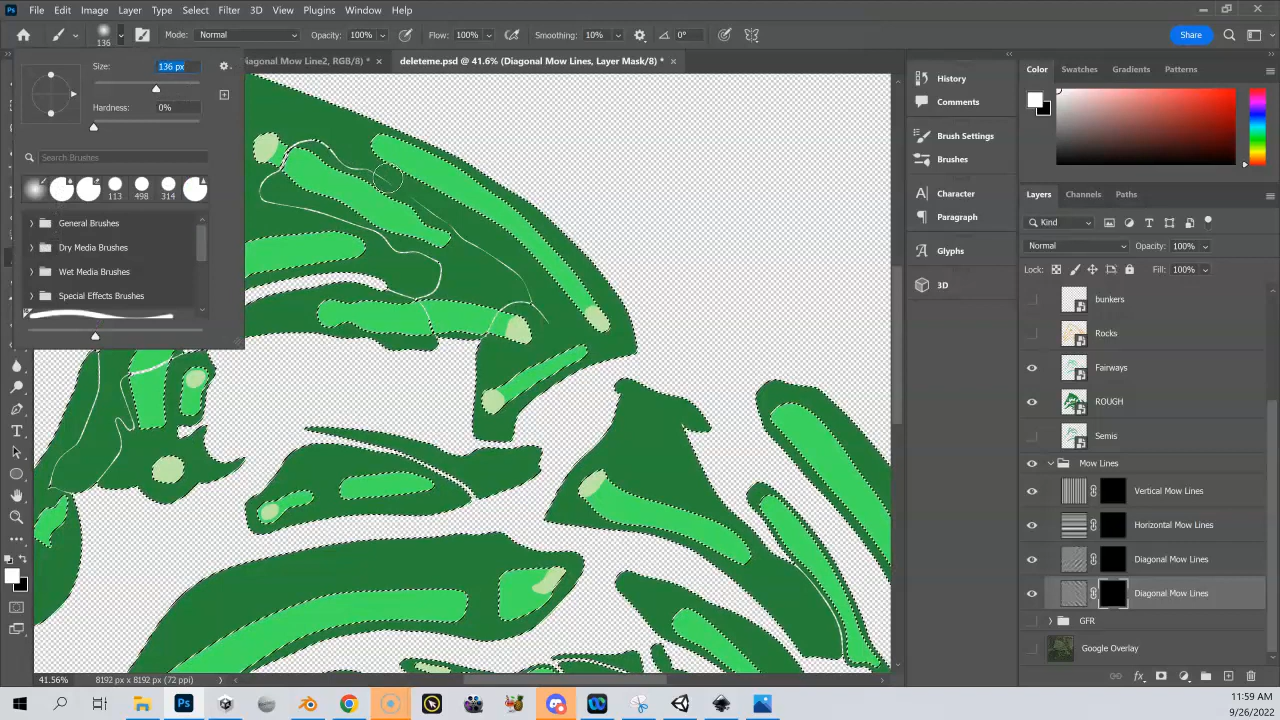 Ps File Edit Image Layer Type Select Filter 3D View Plugins Window Help
136 Mode: Normal Opacity: 100% Flow: 100% Smoothing: 10% 0° Share
Diagonal Mow Line2, RGB/8) * × deleteme.psd @ 41.6% (Diagonal Mow Lines, Layer Mask/8) * ×
Size: 136 px
Hardness: 0%
Search Brushes
113 498 314
General Brushes
Dry Media Brushes
Wet Media Brushes
Special Effects Brushes
History
Comments
Brush Settings
Brushes
Character
Paragraph
Glyphs
3D
Color Swatches Gradients Patterns
Layers Channels Paths
Kind
Normal Opacity: 100%
Lock: Fill: 100%
bunkers
Rocks
Fairways
ROUGH
Semis
Mow Lines
Vertical Mow Lines
Horizontal Mow Lines
Diagonal Mow Lines
Diagonal Mow Lines
GFR
Google Overlay
41.56% 8192 px x 8192 px (72 ppi)
Ps
11:59 AM
9/26/2022